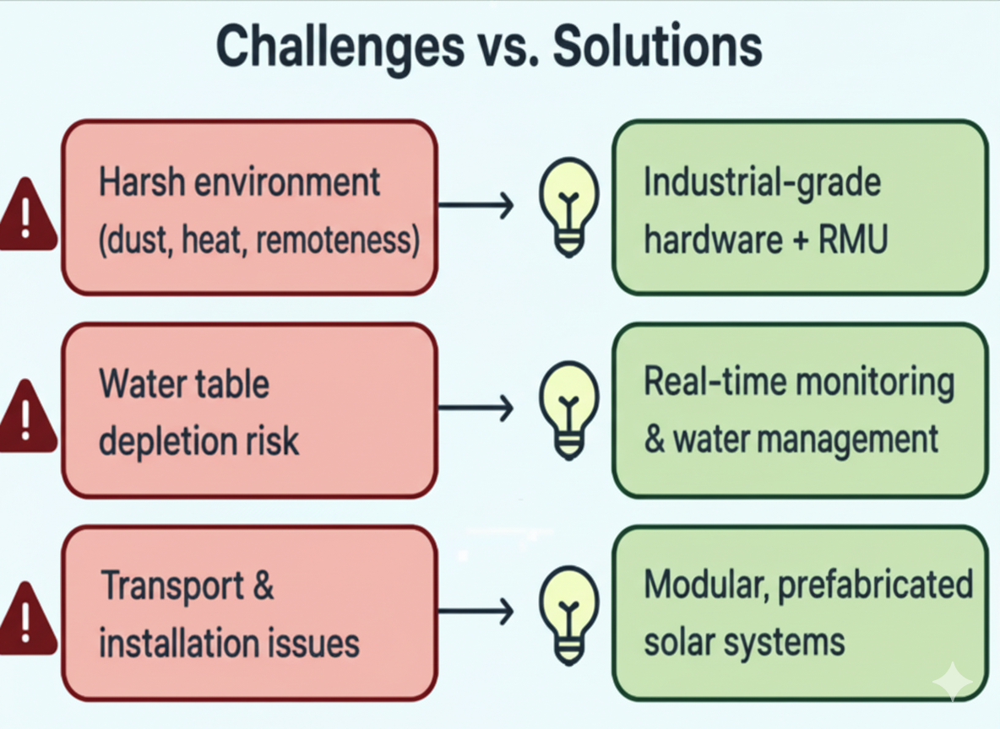 Challenges vs. Solutions
Harsh environment
(dust, heat, remoteness)
Industrial-grade
hardware + RMU
Water table
depletion risk
Real-time monitoring
& water management
Transport &
installation issues
Modular, prefabricated
solar systems